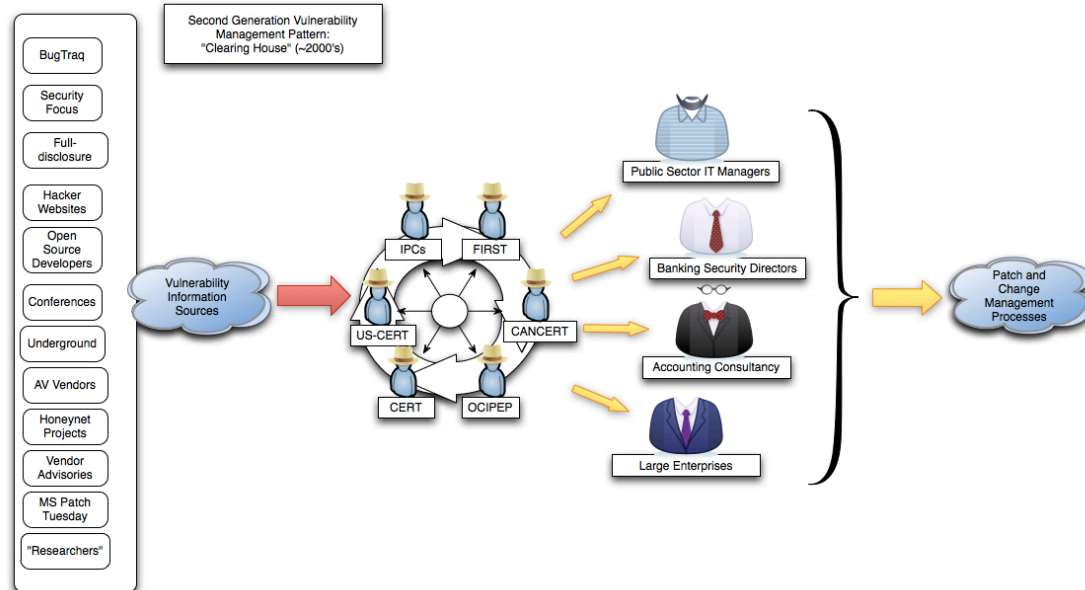 Second Generation Vulnerability
Management Pattern:
"Clearing House" (~2000's)
BugTraq
Security
Focus
Full-
disclosure
Hacker
Websites
Open
Source
Developers
Conferences
Underground
AV Vendors
Honeynet
Projects
Vendor
Advisories
MS Patch
Tuesday
"Researchers"
Vulnerability
Information
Sources
IPCs
FIRST
US-CERT
CANCERT
CERT
OCIPEP
Public Sector IT Managers
Banking Security Directors
Accounting Consultancy
Large Enterprises
Patch and
Change
Management
Processes